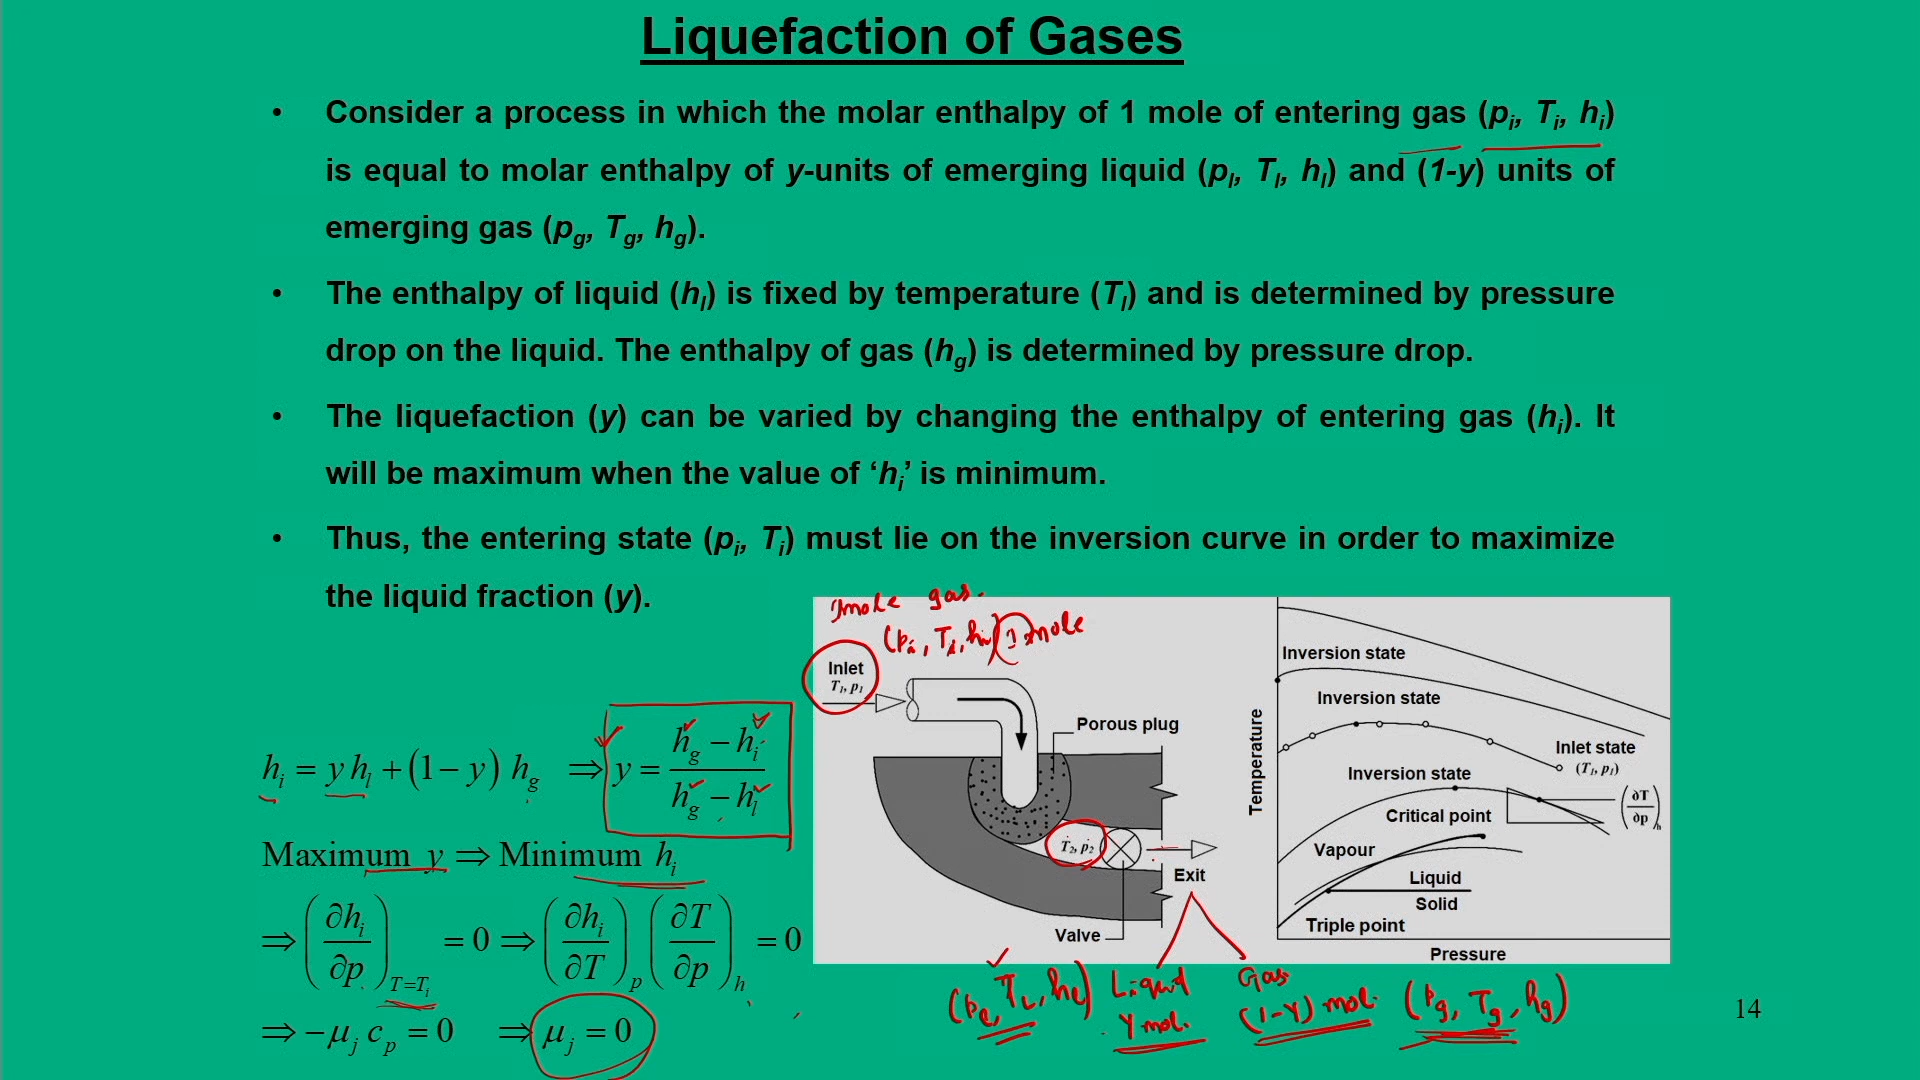 Liquefaction of Gases
• Consider a process in which the molar enthalpy of 1 mole of entering gas (pi, Ti, hi)
is equal to molar enthalpy of y-units of emerging liquid (pl, Tl, hl) and (1-y) units of
emerging gas (pg, Tg, hg).
• The enthalpy of liquid (hl) is fixed by temperature (Tl) and is determined by pressure
drop on the liquid. The enthalpy of gas (hg) is determined by pressure drop.
• The liquefaction (y) can be varied by changing the enthalpy of entering gas (hi). It
will be maximum when the value of ‘hi’ is minimum.
• Thus, the entering state (pi, Ti) must lie on the inversion curve in order to maximize
the liquid fraction (y).
hi = y hl + (1 − y) hg ⇒ y = (hg − hi) / (hg − hl)
Maximum y ⇒ Minimum hi
⇒ (∂hi/∂p)T=Ti = 0 ⇒ (∂hi/∂T)p (∂T/∂p)h = 0
⇒ −μj cp = 0 ⇒ μj = 0
1mole gas.
(pi, Ti, hi) 1 mole
Inlet
T1, p1
Porous plug
T2, p2
Exit
Valve
Temperature
Inversion state
Inversion state
Inlet state
(T1, p1)
Inversion state
(∂T/∂p)h
Critical point
Vapour
Liquid
Solid
Triple point
Pressure
(pl, TL, hl) Liquid
Y mol.
Gas
(1-Y) mol. (pg, Tg, hg)
14